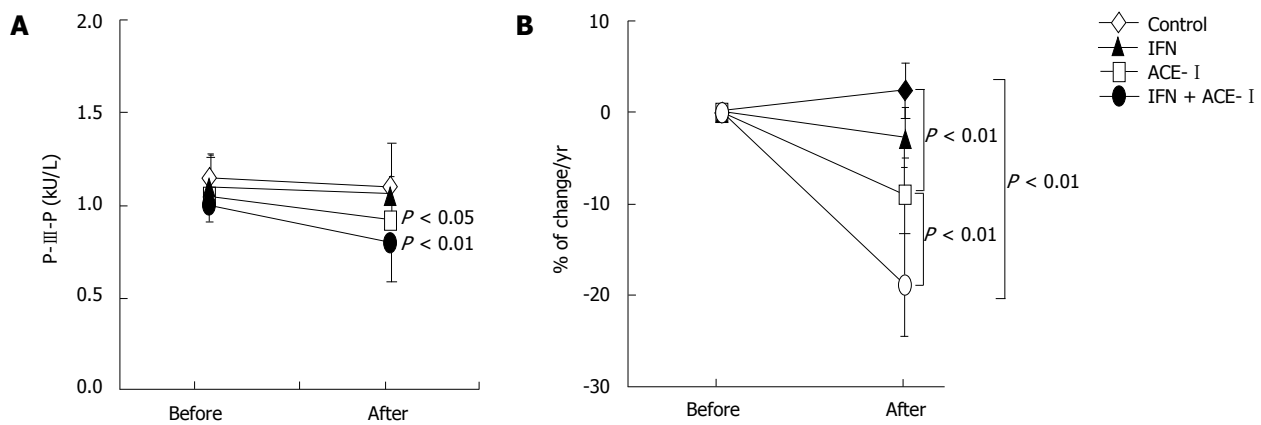 A
2.0
1.5
1.0
0.5
0.0
P-Ⅲ-P (kU/L)
P < 0.05
P < 0.01
Before
After
B
10
0
-10
-20
-30
% of change/yr
P < 0.01
P < 0.01
P < 0.01
Before
After
Control
IFN
ACE- Ⅰ
IFN + ACE- Ⅰ